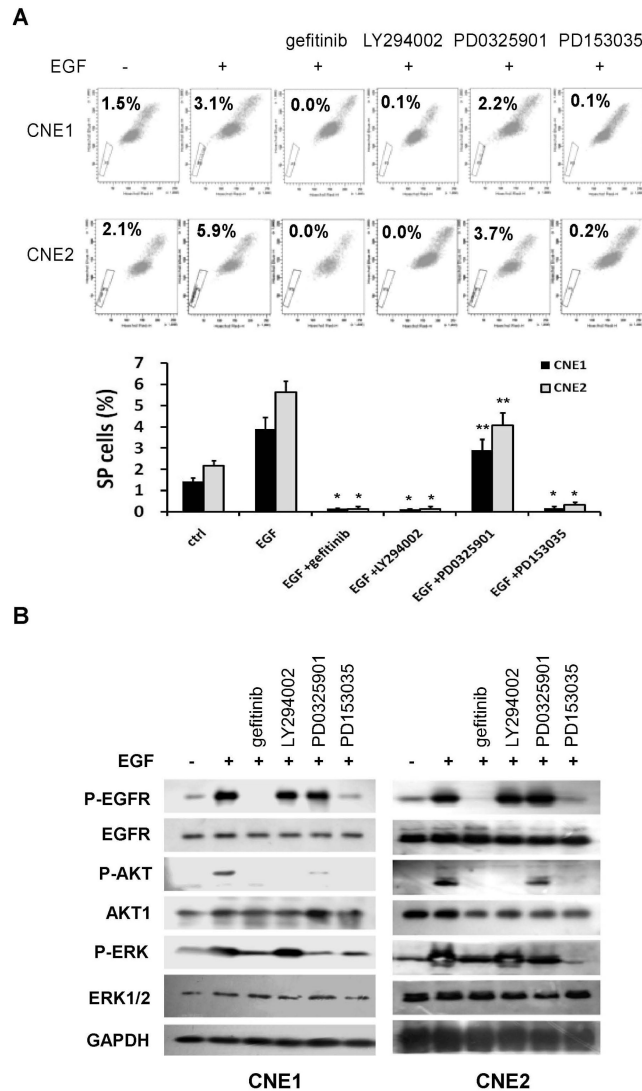 A
gefitinib LY294002 PD0325901 PD153035
EGF - + + + + +
CNE1 1.5% 3.1% 0.0% 0.1% 2.2% 0.1%
CNE2 2.1% 5.9% 0.0% 0.0% 3.7% 0.2%
SP cells (%)
7
6
5
4
3
2
1
0
CNE1
CNE2
* * * * ** ** * *
ctrl
EGF
EGF +gefitinib
EGF +LY294002
EGF +PD0325901
EGF +PD153035
B
gefitinib LY294002 PD0325901 PD153035 gefitinib LY294002 PD0325901 PD153035
EGF - + + + + + - + + + + +
P-EGFR
EGFR
P-AKT
AKT1
P-ERK
ERK1/2
GAPDH
CNE1 CNE2